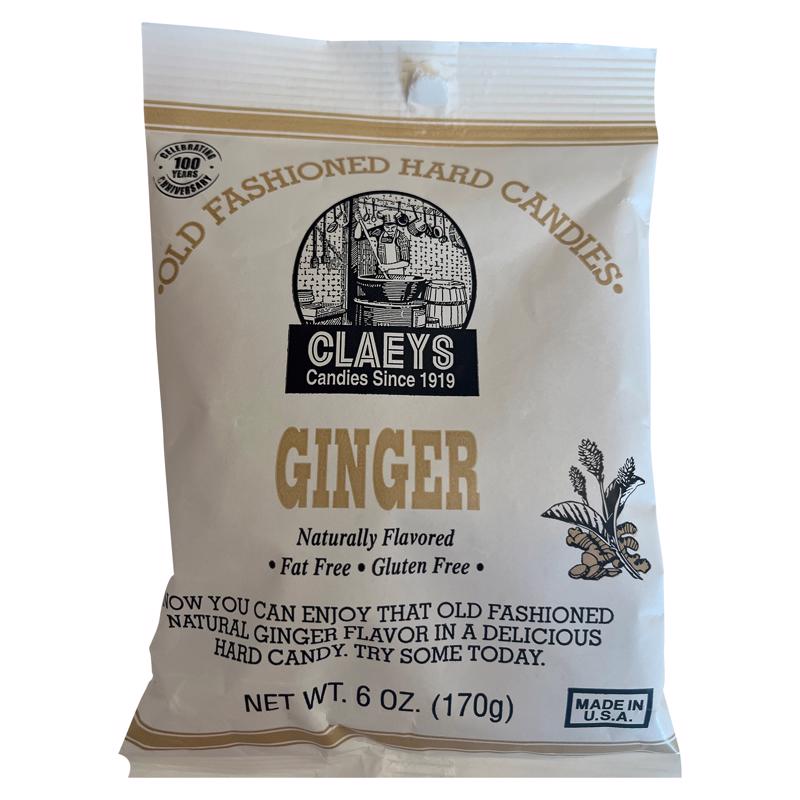 CELEBRATING
100
YEARS
ANNIVERSARY
•OLD FASHIONED HARD CANDIES•
CLAEYS
Candies Since 1919
GINGER
Naturally Flavored
• Fat Free • Gluten Free •
NOW YOU CAN ENJOY THAT OLD FASHIONED
NATURAL GINGER FLAVOR IN A DELICIOUS
HARD CANDY. TRY SOME TODAY.
NET WT. 6 OZ. (170g)
MADE IN
U.S.A.